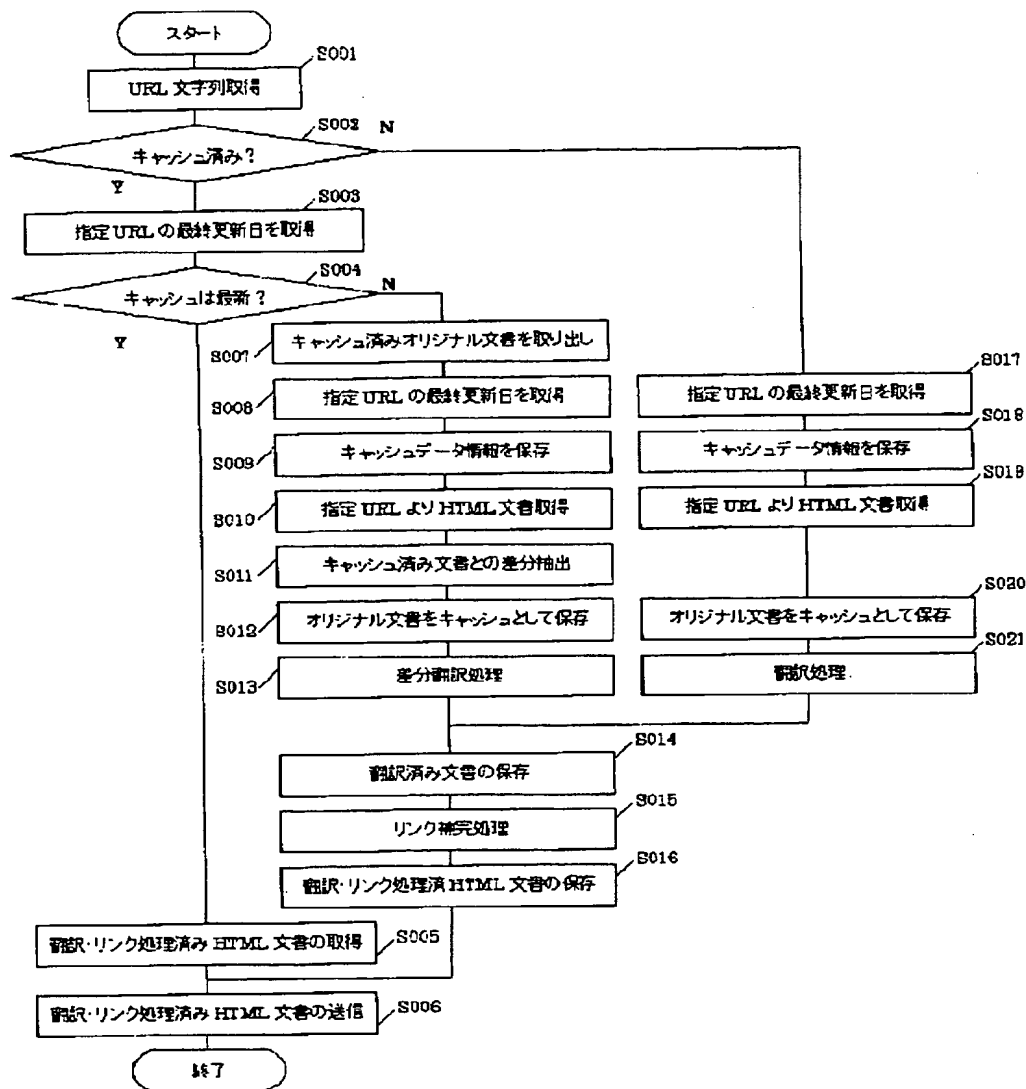 スタート
S001
URL 文字列取得
S002
N
キャッシュ済み?
Y
S003
指定 URL の最終更新日を取得
S004
N
キャッシュは最新?
Y
S007
キャッシュ済みオリジナル文書を取り出し
S017
指定 URL の最終更新日を取得
S008
指定 URL の最終更新日を取得
S018
キャッシュデータ情報を保存
S009
キャッシュデータ情報を保存
S019
指定 URL より HTML 文書取得
S010
指定 URL より HTML 文書取得
S011
キャッシュ済み文書との差分抽出
S020
オリジナル文書をキャッシュとして保存
S012
オリジナル文書をキャッシュとして保存
S021
翻訳処理
S013
差分翻訳処理
S014
翻訳済み文書の保存
S015
リンク補完処理
S016
翻訳・リンク処理済 HTML 文書の保存
翻訳・リンク処理済み HTML 文書の取得
S005
翻訳・リンク処理済み HTML 文書の送信
S006
終了